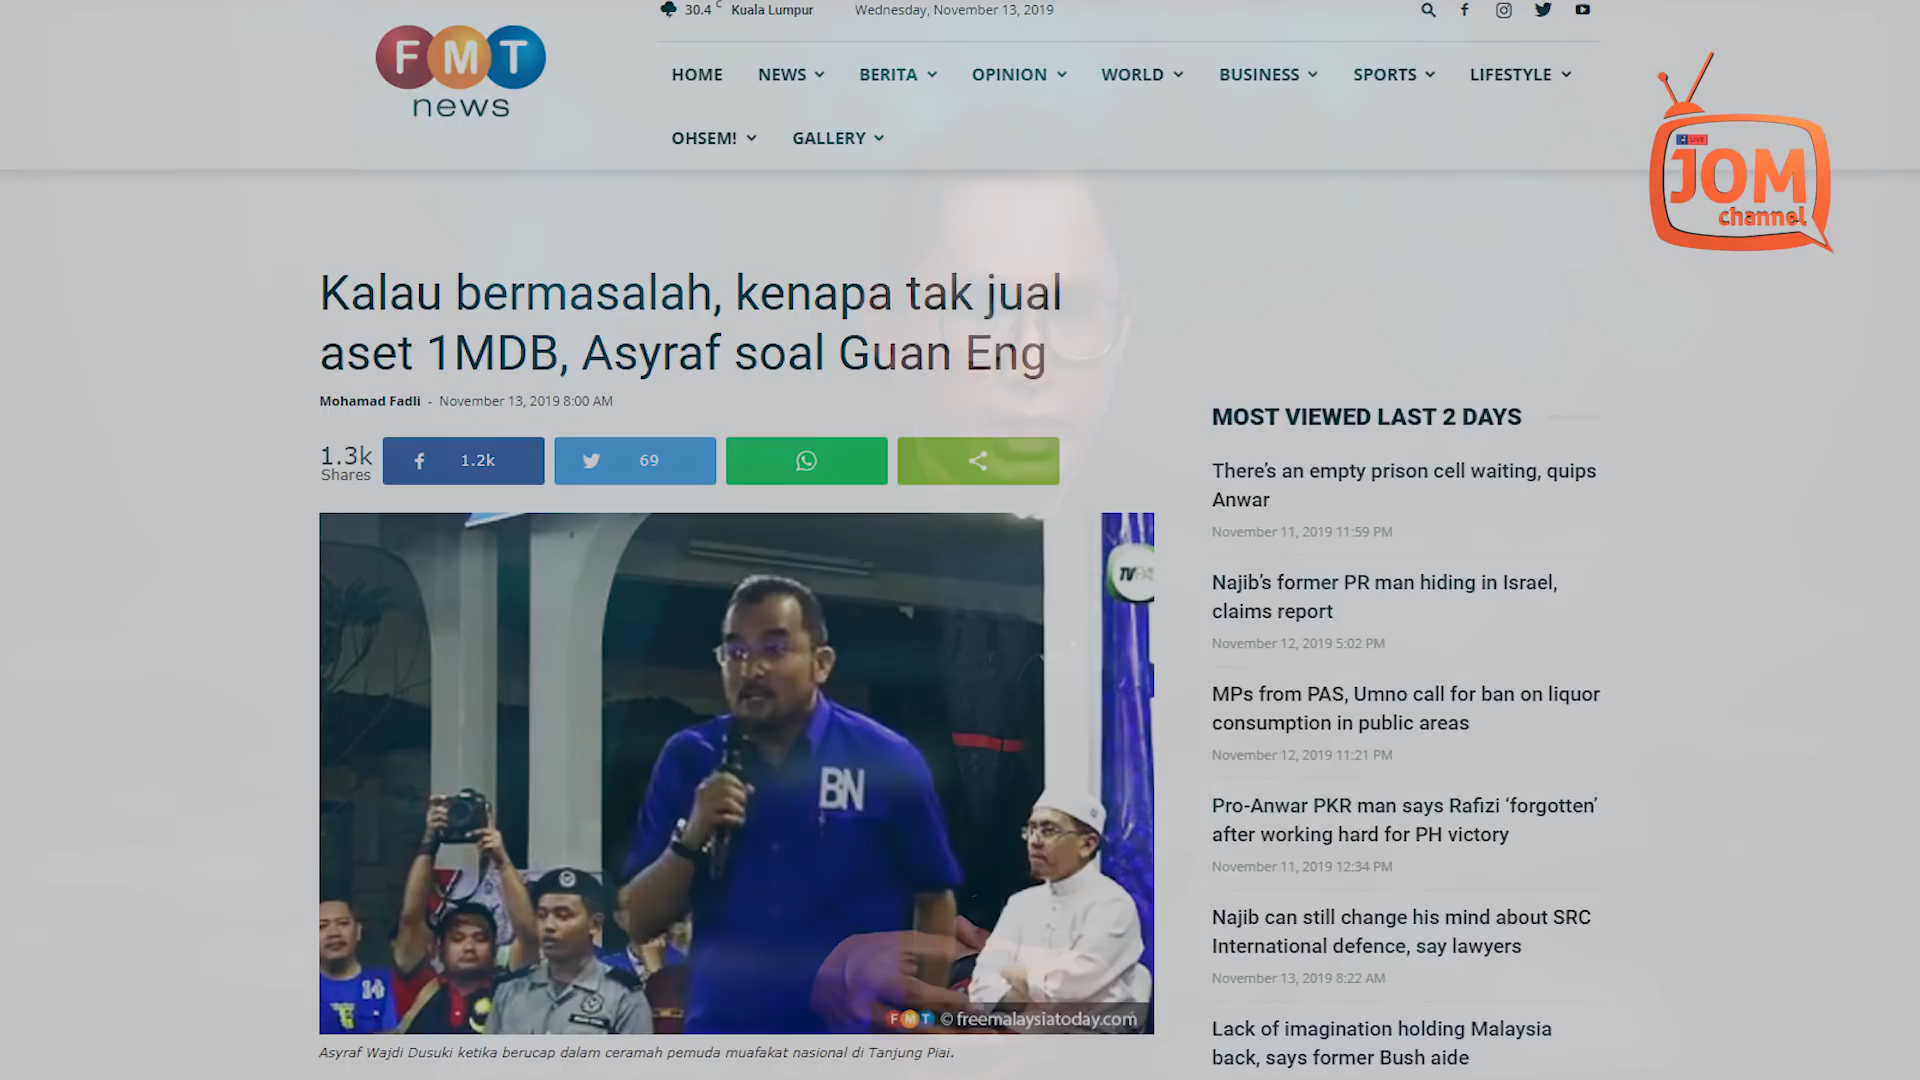 30.4 C Kuala Lumpur Wednesday, November 13, 2019
FMT
news
HOME NEWS BERITA OPINION WORLD BUSINESS SPORTS LIFESTYLE
OHSEM! GALLERY
LIVE
JOM
channel
Kalau bermasalah, kenapa tak jual
aset 1MDB, Asyraf soal Guan Eng
Mohamad Fadli - November 13, 2019 8:00 AM
1.3k
Shares
1.2k
69
BN
FMT © freemalaysiatoday.com
Asyraf Wajdi Dusuki ketika berucap dalam ceramah pemuda muafakat nasional di Tanjung Piai.
MOST VIEWED LAST 2 DAYS
There’s an empty prison cell waiting, quips
Anwar
November 11, 2019 11:59 PM
Najib’s former PR man hiding in Israel,
claims report
November 12, 2019 5:02 PM
MPs from PAS, Umno call for ban on liquor
consumption in public areas
November 12, 2019 11:21 PM
Pro-Anwar PKR man says Rafizi ‘forgotten’
after working hard for PH victory
November 11, 2019 12:34 PM
Najib can still change his mind about SRC
International defence, say lawyers
November 13, 2019 8:22 AM
Lack of imagination holding Malaysia
back, says former Bush aide